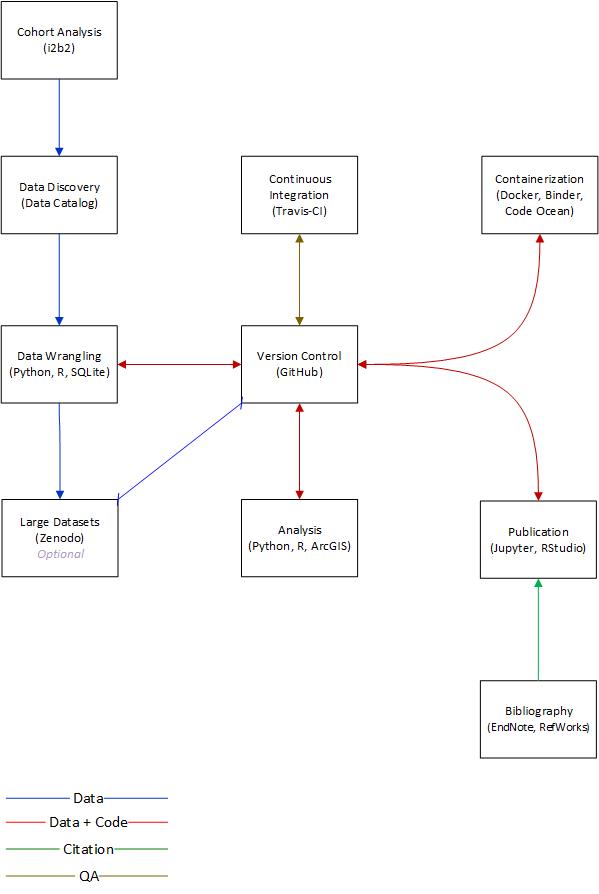 Cohort Analysis
(i2b2)
Data Discovery
(Data Catalog)
Continuous
Integration
(Travis-CI)
Containerization
(Docker, Binder,
Code Ocean)
Data Wrangling
(Python, R, SQLite)
Version Control
(GitHub)
Large Datasets
(Zenodo)
Optional
Analysis
(Python, R, ArcGIS)
Publication
(Jupyter, RStudio)
Bibliography
(EndNote, RefWorks)
Data
Data + Code
Citation
QA